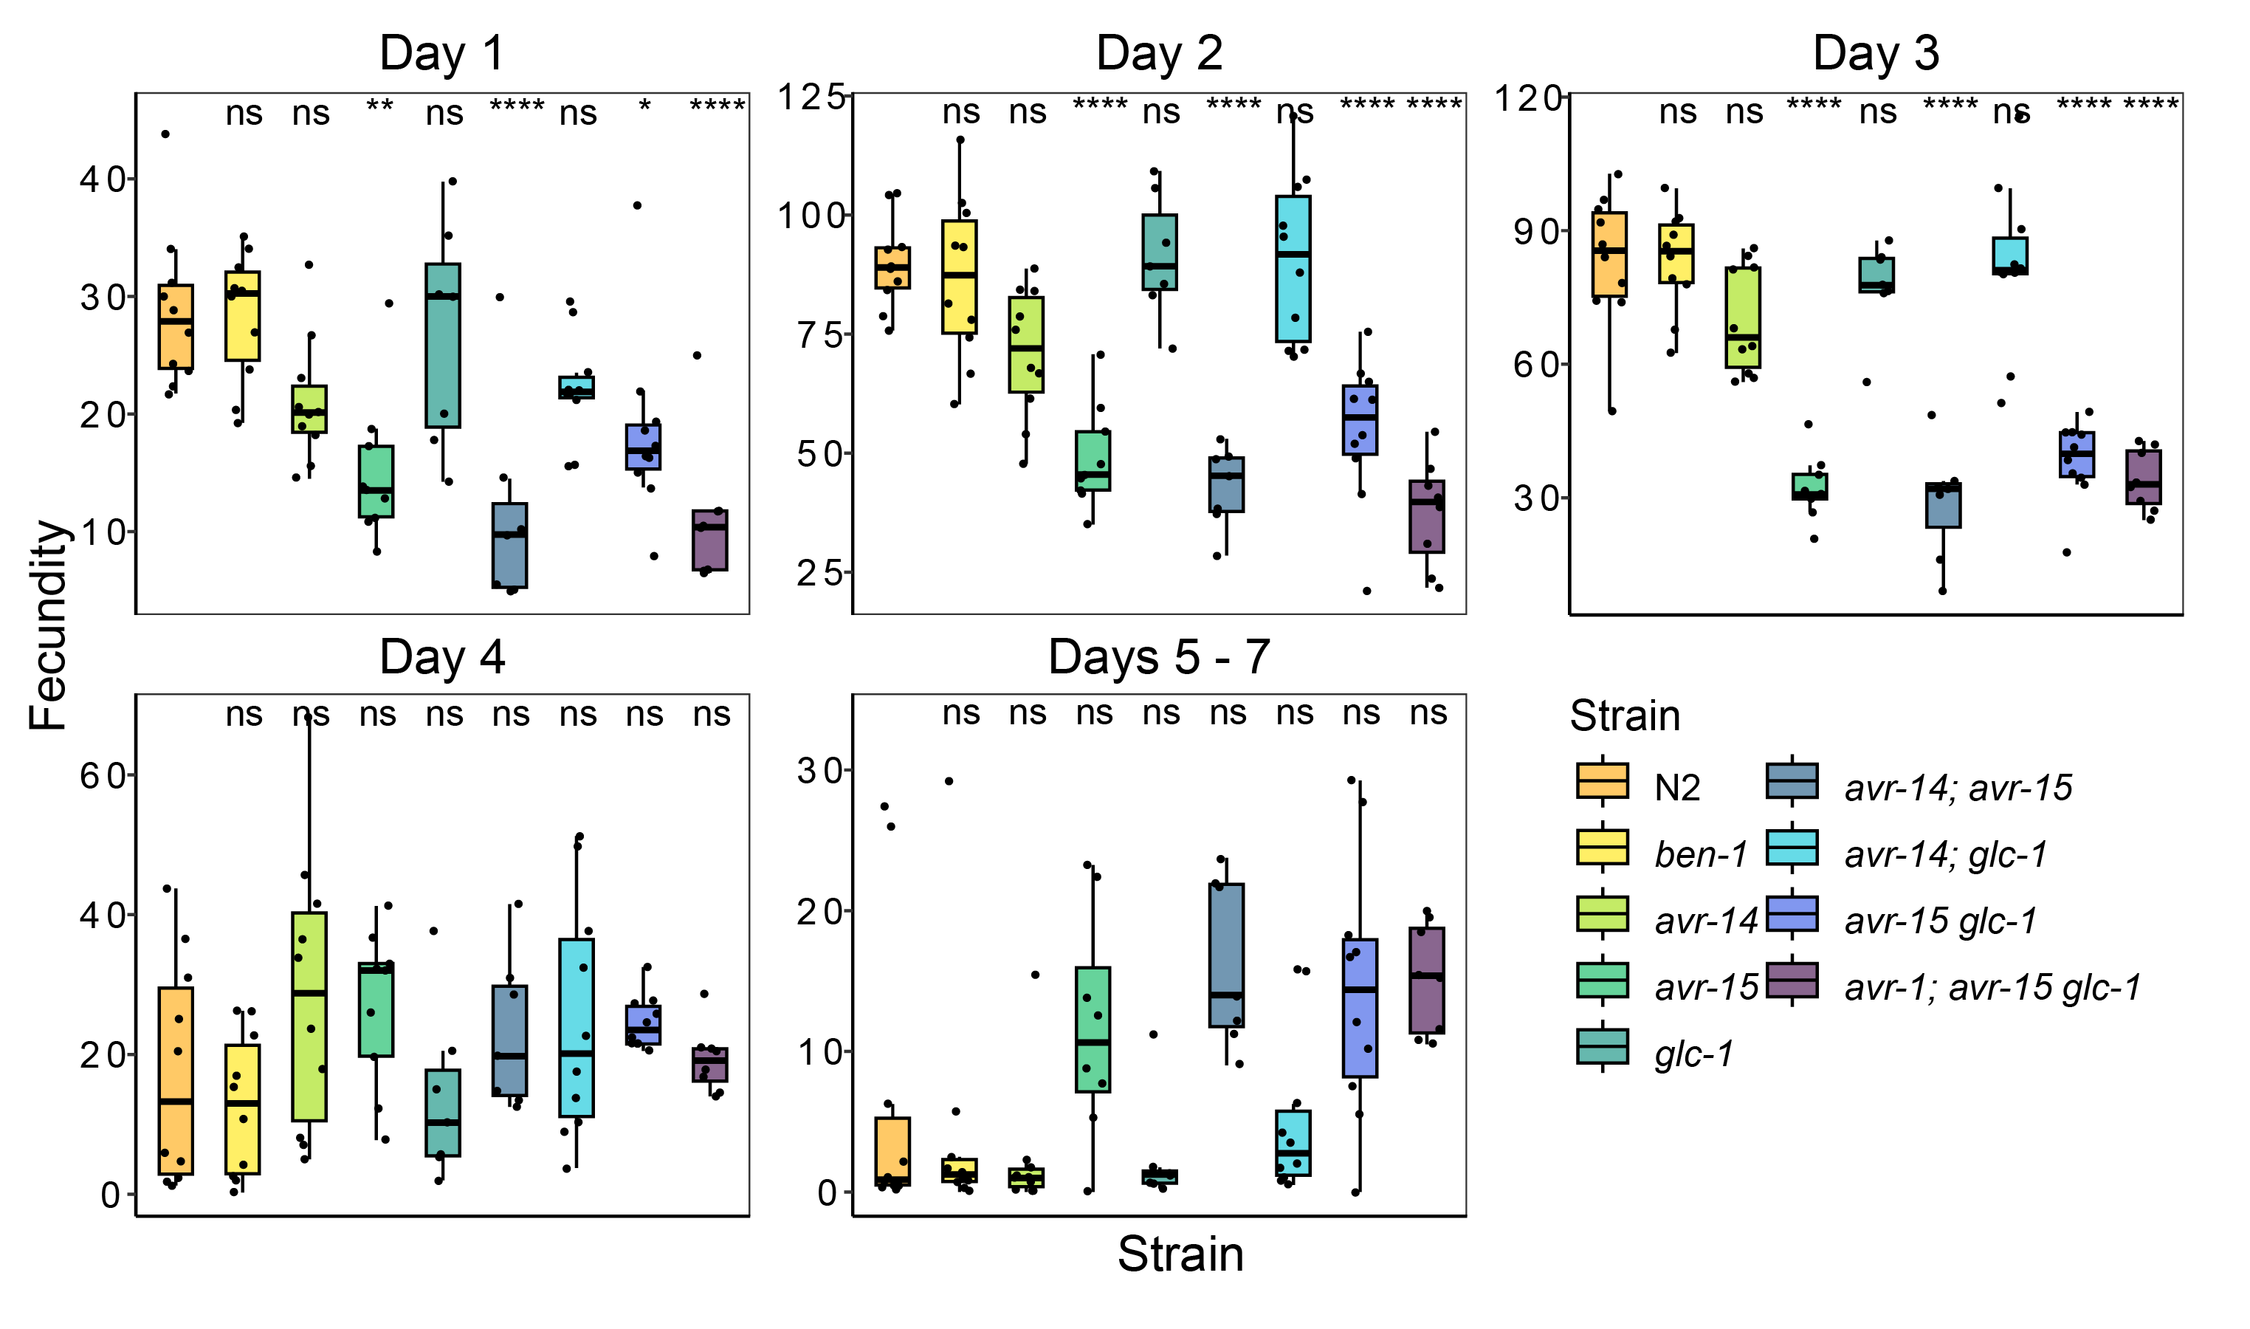 Day 1
Day 2
Day 3
ns ns ** ns **** ns * ****
ns ns **** ns **** ns **** ****
ns ns **** ns **** ns **** ****
40
30
20
10
125
100
75
50
25
120
90
60
30
Fecundity
Day 4
Days 5 - 7
ns ns ns ns ns ns ns ns
ns ns ns ns ns ns ns ns
60
40
20
0
30
20
10
0
Strain
Strain
N2
ben-1
avr-14
avr-15
glc-1
avr-14; avr-15
avr-14; glc-1
avr-15 glc-1
avr-1; avr-15 glc-1